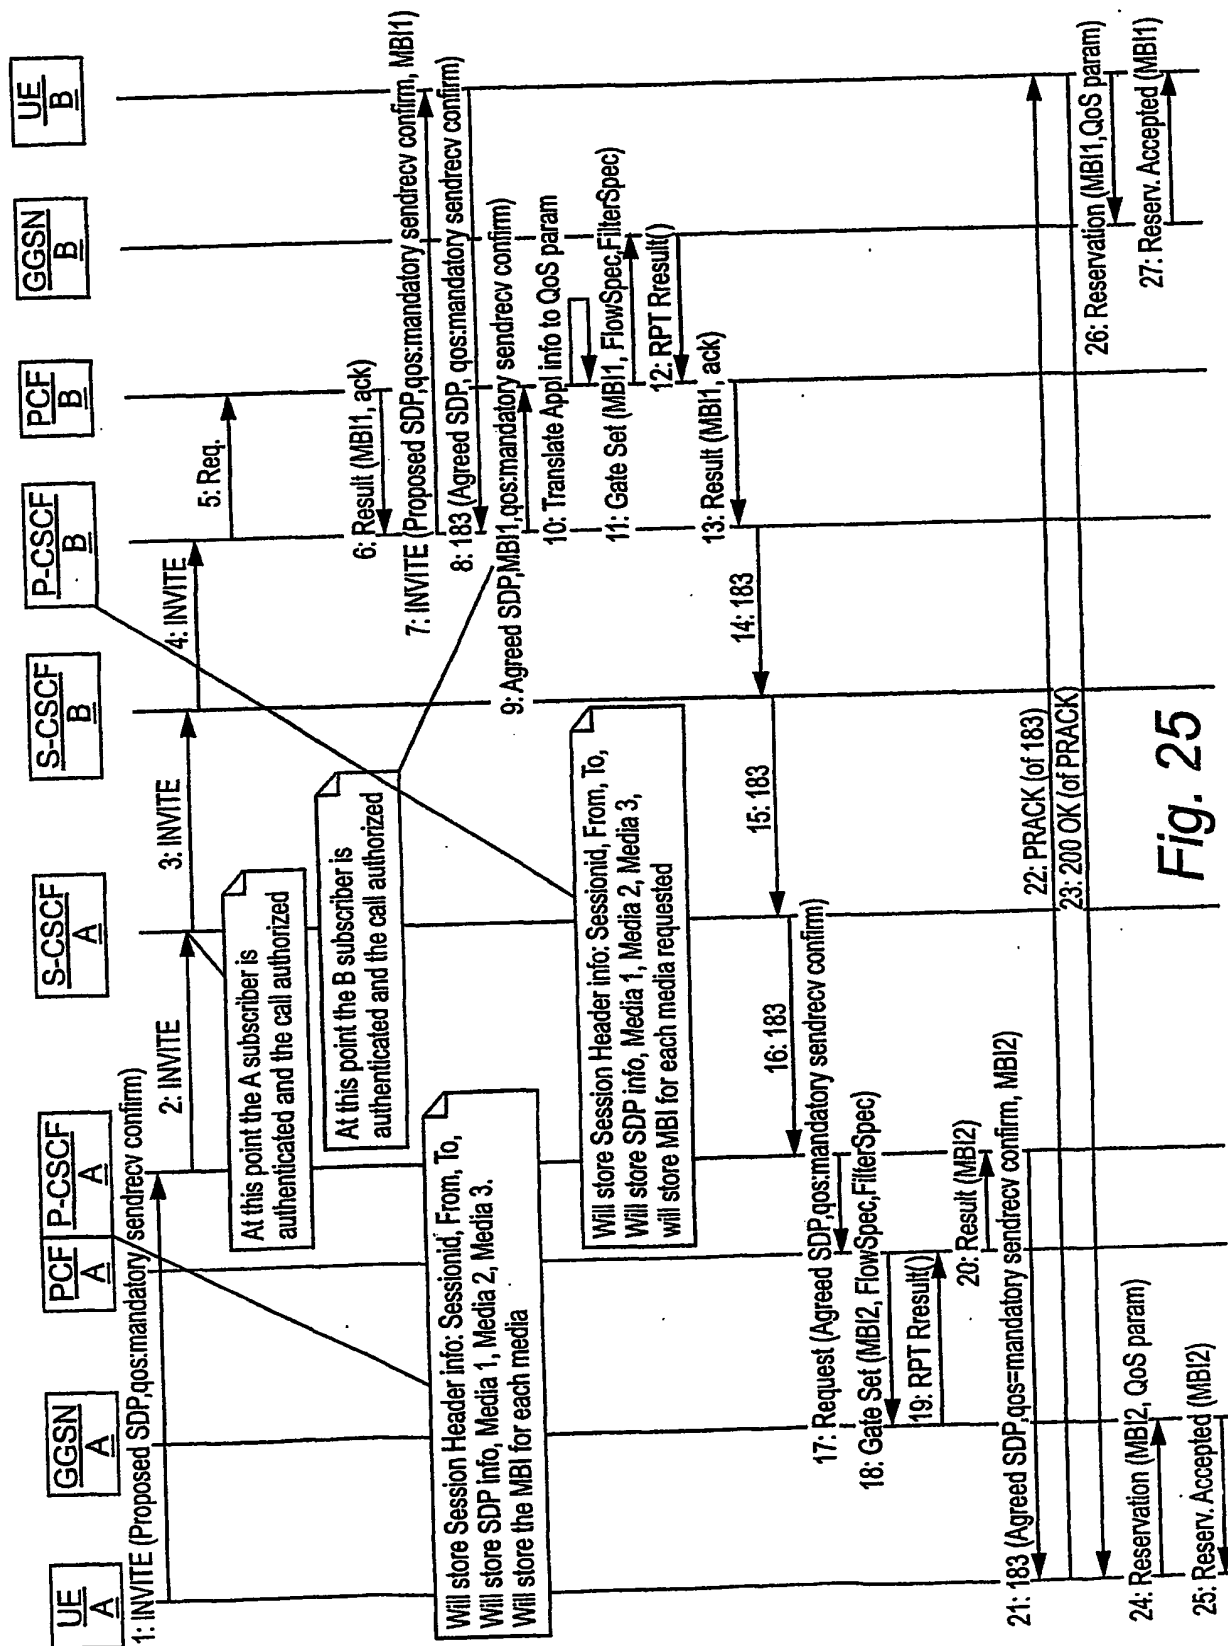 UE
A
GGSN
A
PCF
A
P-CSCF
A
S-CSCF
A
S-CSCF
B
P-CSCF
B
PCF
B
GGSN
B
UE
B
1: INVITE (Proposed SDP,qos:mandatory sendrecv confirm)
2: INVITE
3: INVITE
4: INVITE
5: Req.
At this point the A subscriber is
authenticated and the call authorized
At this point the B subscriber is
authenticated and the call authorized
6: Result (MBI1, ack)
7: INVITE (Proposed SDP,qos:mandatory sendrecv confirm, MBI1)
8: 183 (Agreed SDP, qos:mandatory sendrecv confirm)
9: Agreed SDP,MBI1,qos:mandatory sendrecv confirm)
10: Translate Appl info to QoS param
11: Gate Set (MBI1, FlowSpec,FilterSpec)
12: RPT Rresult()
13: Result (MBI1, ack)
Will store Session Header info: Sessionid, From, To,
Will store SDP info, Media 1, Media 2, Media 3.
Will store the MBI for each media
Will store Session Header info: Sessionid, From, To,
Will store SDP info, Media 1, Media 2, Media 3,
will store MBI for each media requested
14: 183
15: 183
16: 183
17: Request (Agreed SDP,qos:mandatory sendrecv confirm)
18: Gate Set (MBI2, FlowSpec,FilterSpec)
19: RPT Rresult()
20: Result (MBI2)
21: 183 (Agreed SDP,qos=mandatory sendrecv confirm, MBI2)
22: PRACK (of 183)
23: 200 OK (of PRACK)
24: Reservation (MBI2, QoS param)
25: Reserv. Accepted (MBI2)
26: Reservation (MBI1,QoS param)
27: Reserv. Accepted (MBI1)
Fig. 25